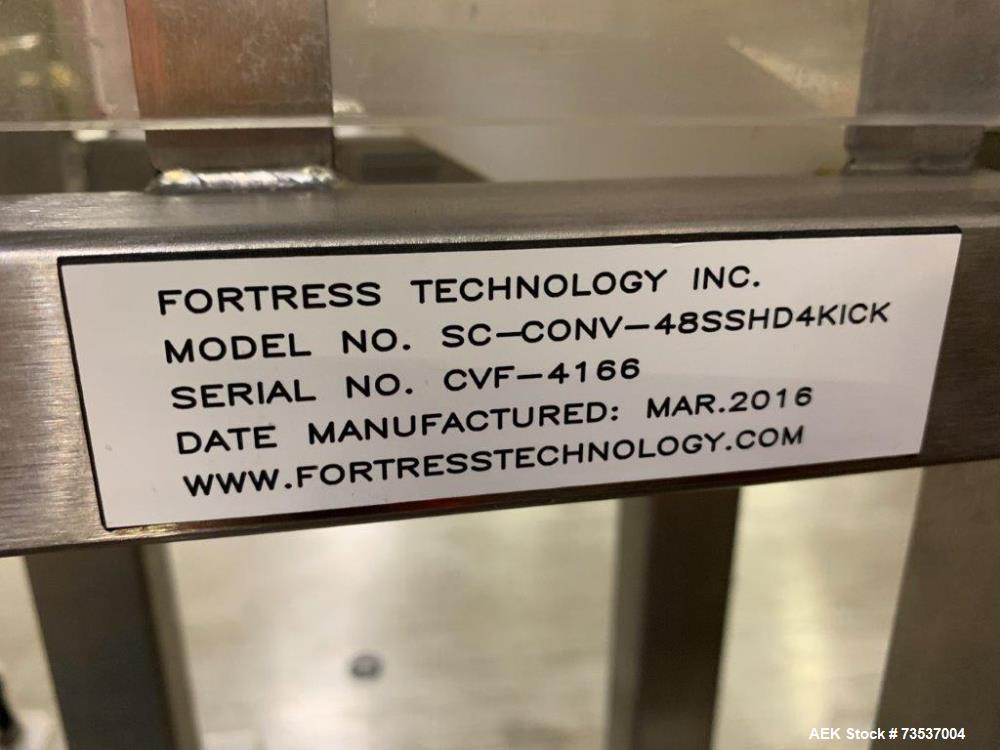 FORTRESS TECHNOLOGY INC.
MODEL NO. SC-CONV-48SSHD4KICK
SERIAL NO. CVF-4166
DATE MANUFACTURED: MAR.2016
WWW.FORTRESSTECHNOLOGY.COM
AEK Stock # 73537004